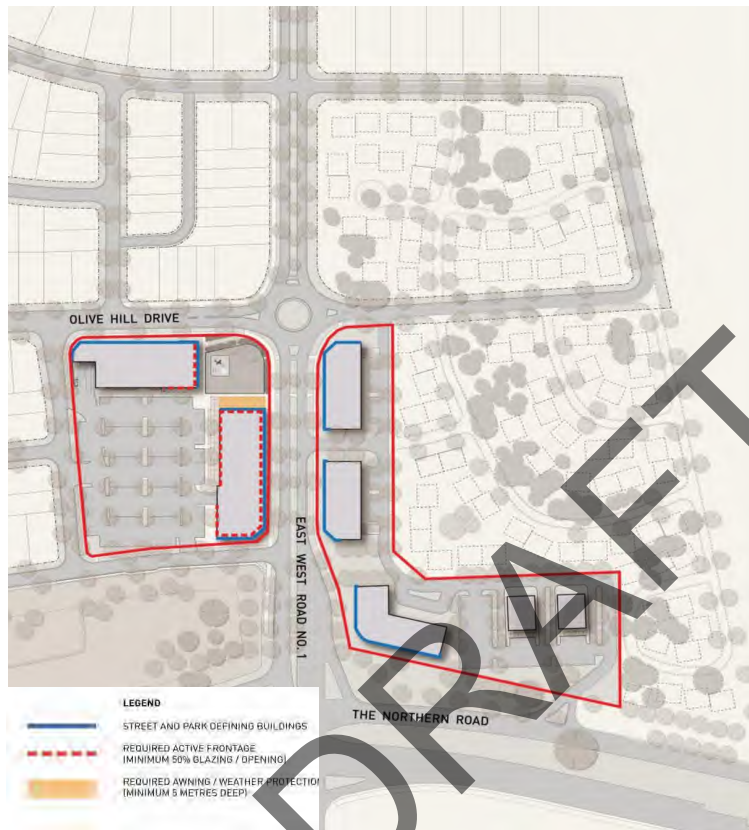 OLIVE HILL DRIVE
EAST WEST ROAD NO. 1
THE NORTHERN ROAD
LEGEND
STREET AND PARK DEFINING BUILDINGS
REQUIRED ACTIVE FRONTAGE
(MINIMUM 50% GLAZING / OPENING)
REQUIRED AWNING / WEATHER PROTECTION
(MINIMUM 5 METRES DEEP)
DRAFT